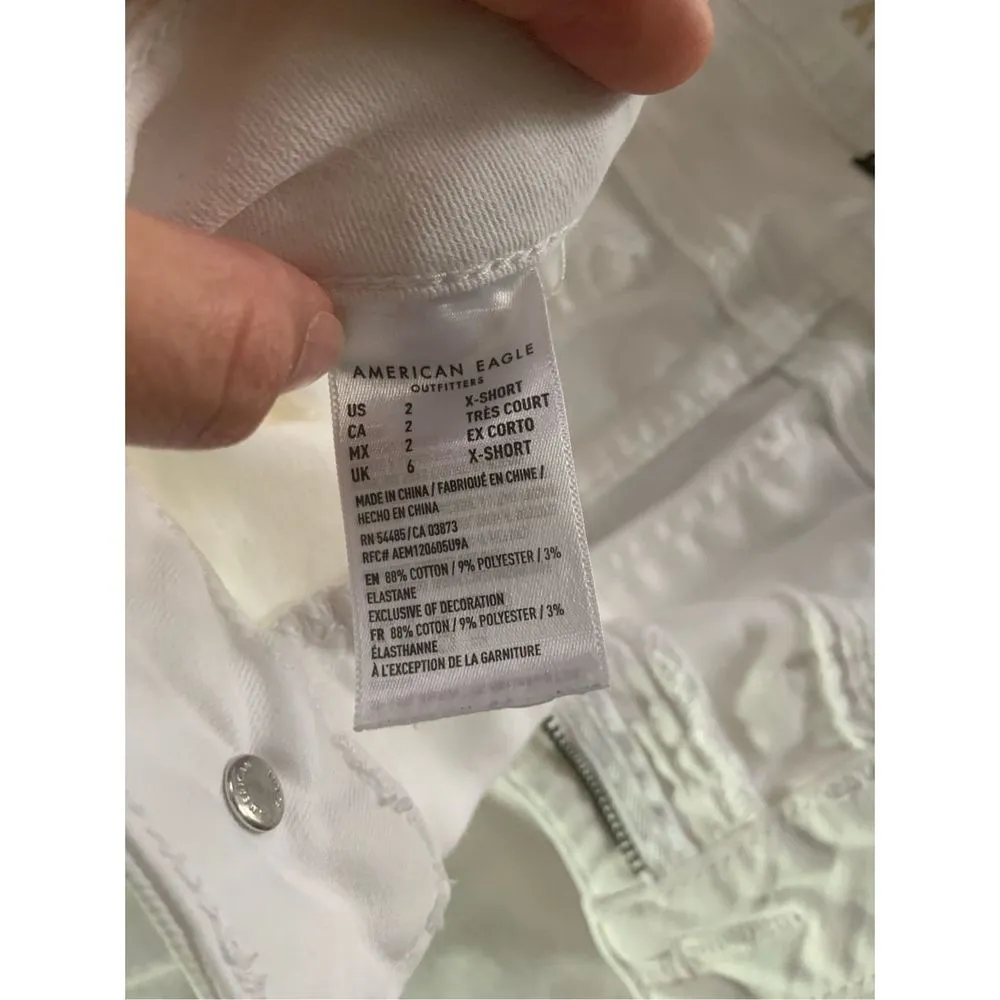 AMERICAN EAGLE
OUTFITTERS
US 2 X-SHORT
CA 2 TRÈS COURT
MX 2 EX CORTO
UK 6 X-SHORT
MADE IN CHINA / FABRIQUÉ EN CHINE /
HECHO EN CHINA
RN 54485/CA 03873
RFC# AEM120605U9A
EN 88% COTTON / 9% POLYESTER / 3%
ELASTANE
EXCLUSIVE OF DECORATION
FR 88% COTON / 9% POLYESTER / 3%
ÉLASTHANNE
À L'EXCEPTION DE LA GARNITURE
AMERICAN